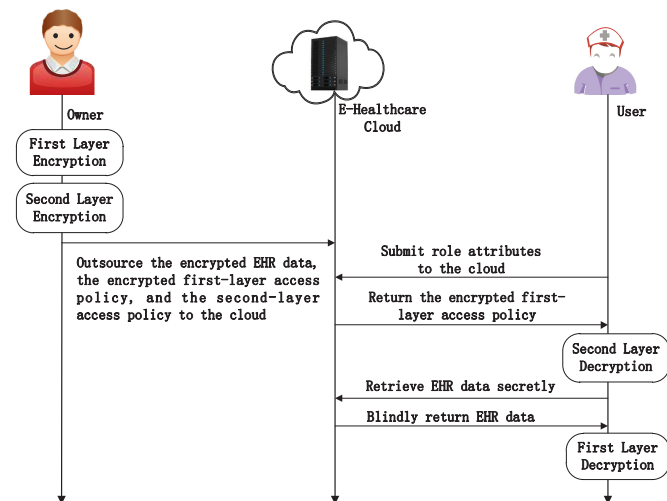 Owner
E-Healthcare
Cloud
User
First Layer
Encryption
Second Layer
Encryption
Outsource the encrypted EHR data,
the encrypted first-layer access
policy, and the second-layer
access policy to the cloud
Submit role attributes
to the cloud
Return the encrypted first-
layer access policy
Second Layer
Decryption
Retrieve EHR data secretly
Blindly return EHR data
First Layer
Decryption